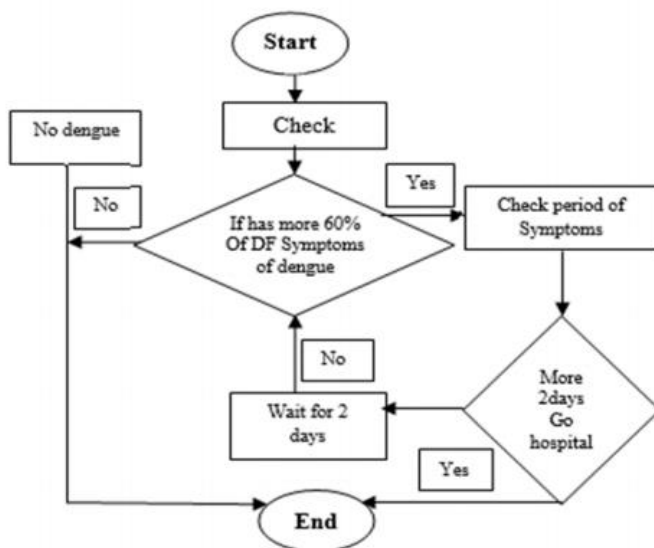 Start
Check
No dengue
Yes
No
If has more 60%
Of DF Symptoms
of dengue
Check period of
Symptoms
No
Wait for 2
days
More
2days
Go
hospital
Yes
End